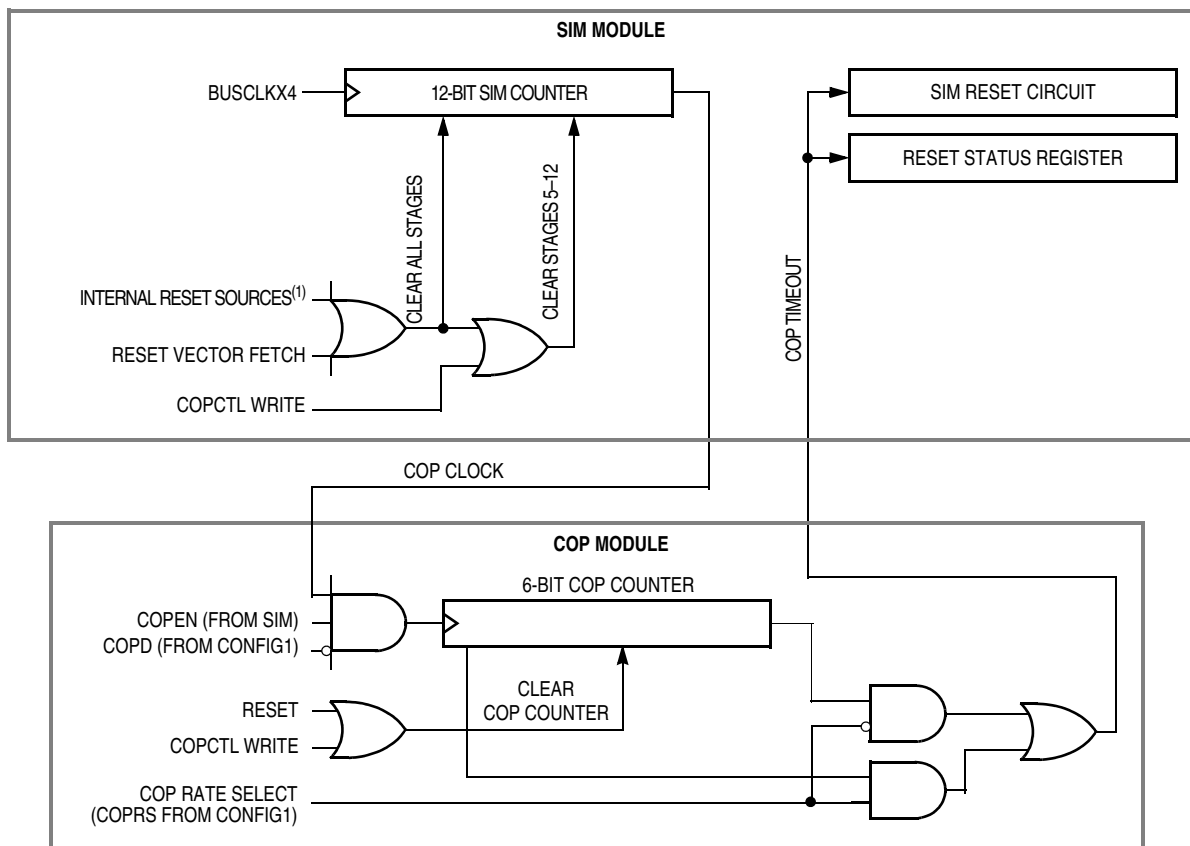 SIM MODULE
BUSCLKX4
12-BIT SIM COUNTER
SIM RESET CIRCUIT
RESET STATUS REGISTER
CLEAR ALL STAGES
CLEAR STAGES 5–12
INTERNAL RESET SOURCES(1)
RESET VECTOR FETCH
COPCTL WRITE
COP TIMEOUT
COP CLOCK
COP MODULE
6-BIT COP COUNTER
COPEN (FROM SIM)
COPD (FROM CONFIG1)
CLEAR
COP COUNTER
RESET
COPCTL WRITE
COP RATE SELECT
(COPRS FROM CONFIG1)